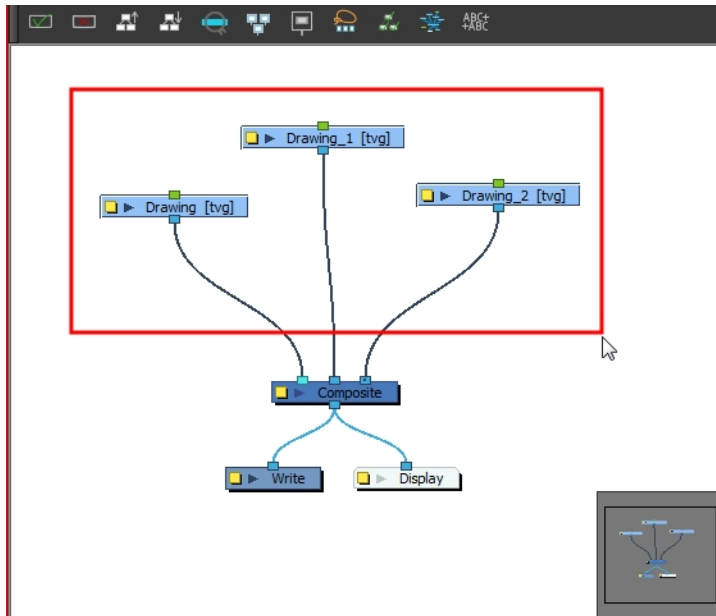 ABC+
+ABC
Drawing_1 [tvg]
Drawing [tvg]
Drawing_2 [tvg]
Composite
Write
Display